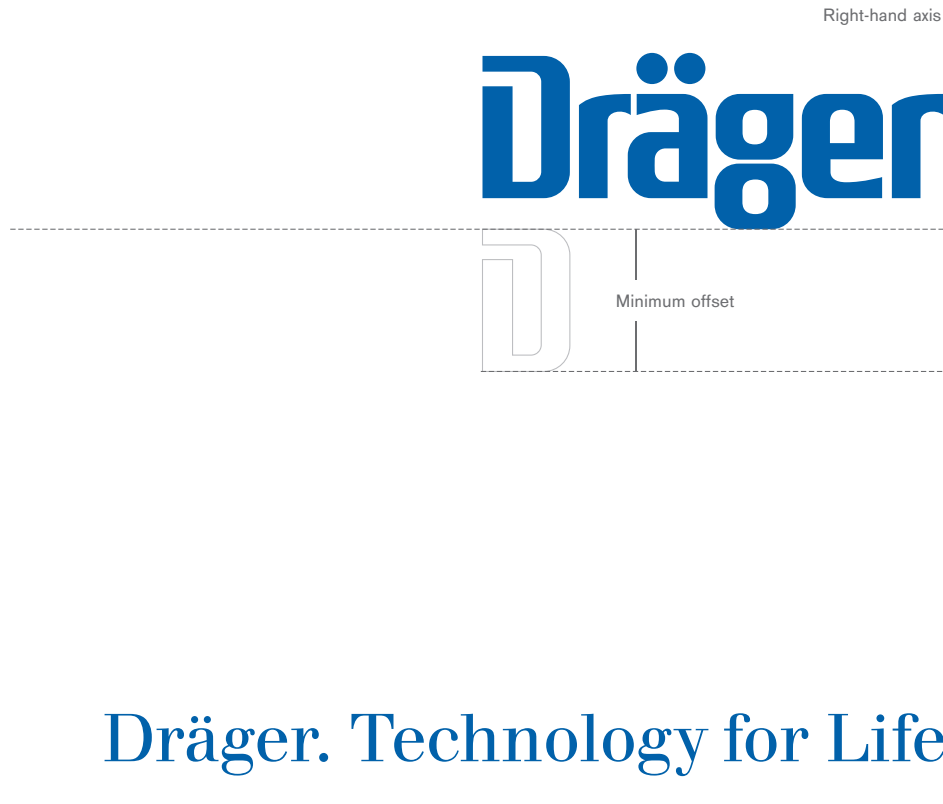 Right-hand axis
Dräger
D
Minimum offset
Dräger. Technology for Life